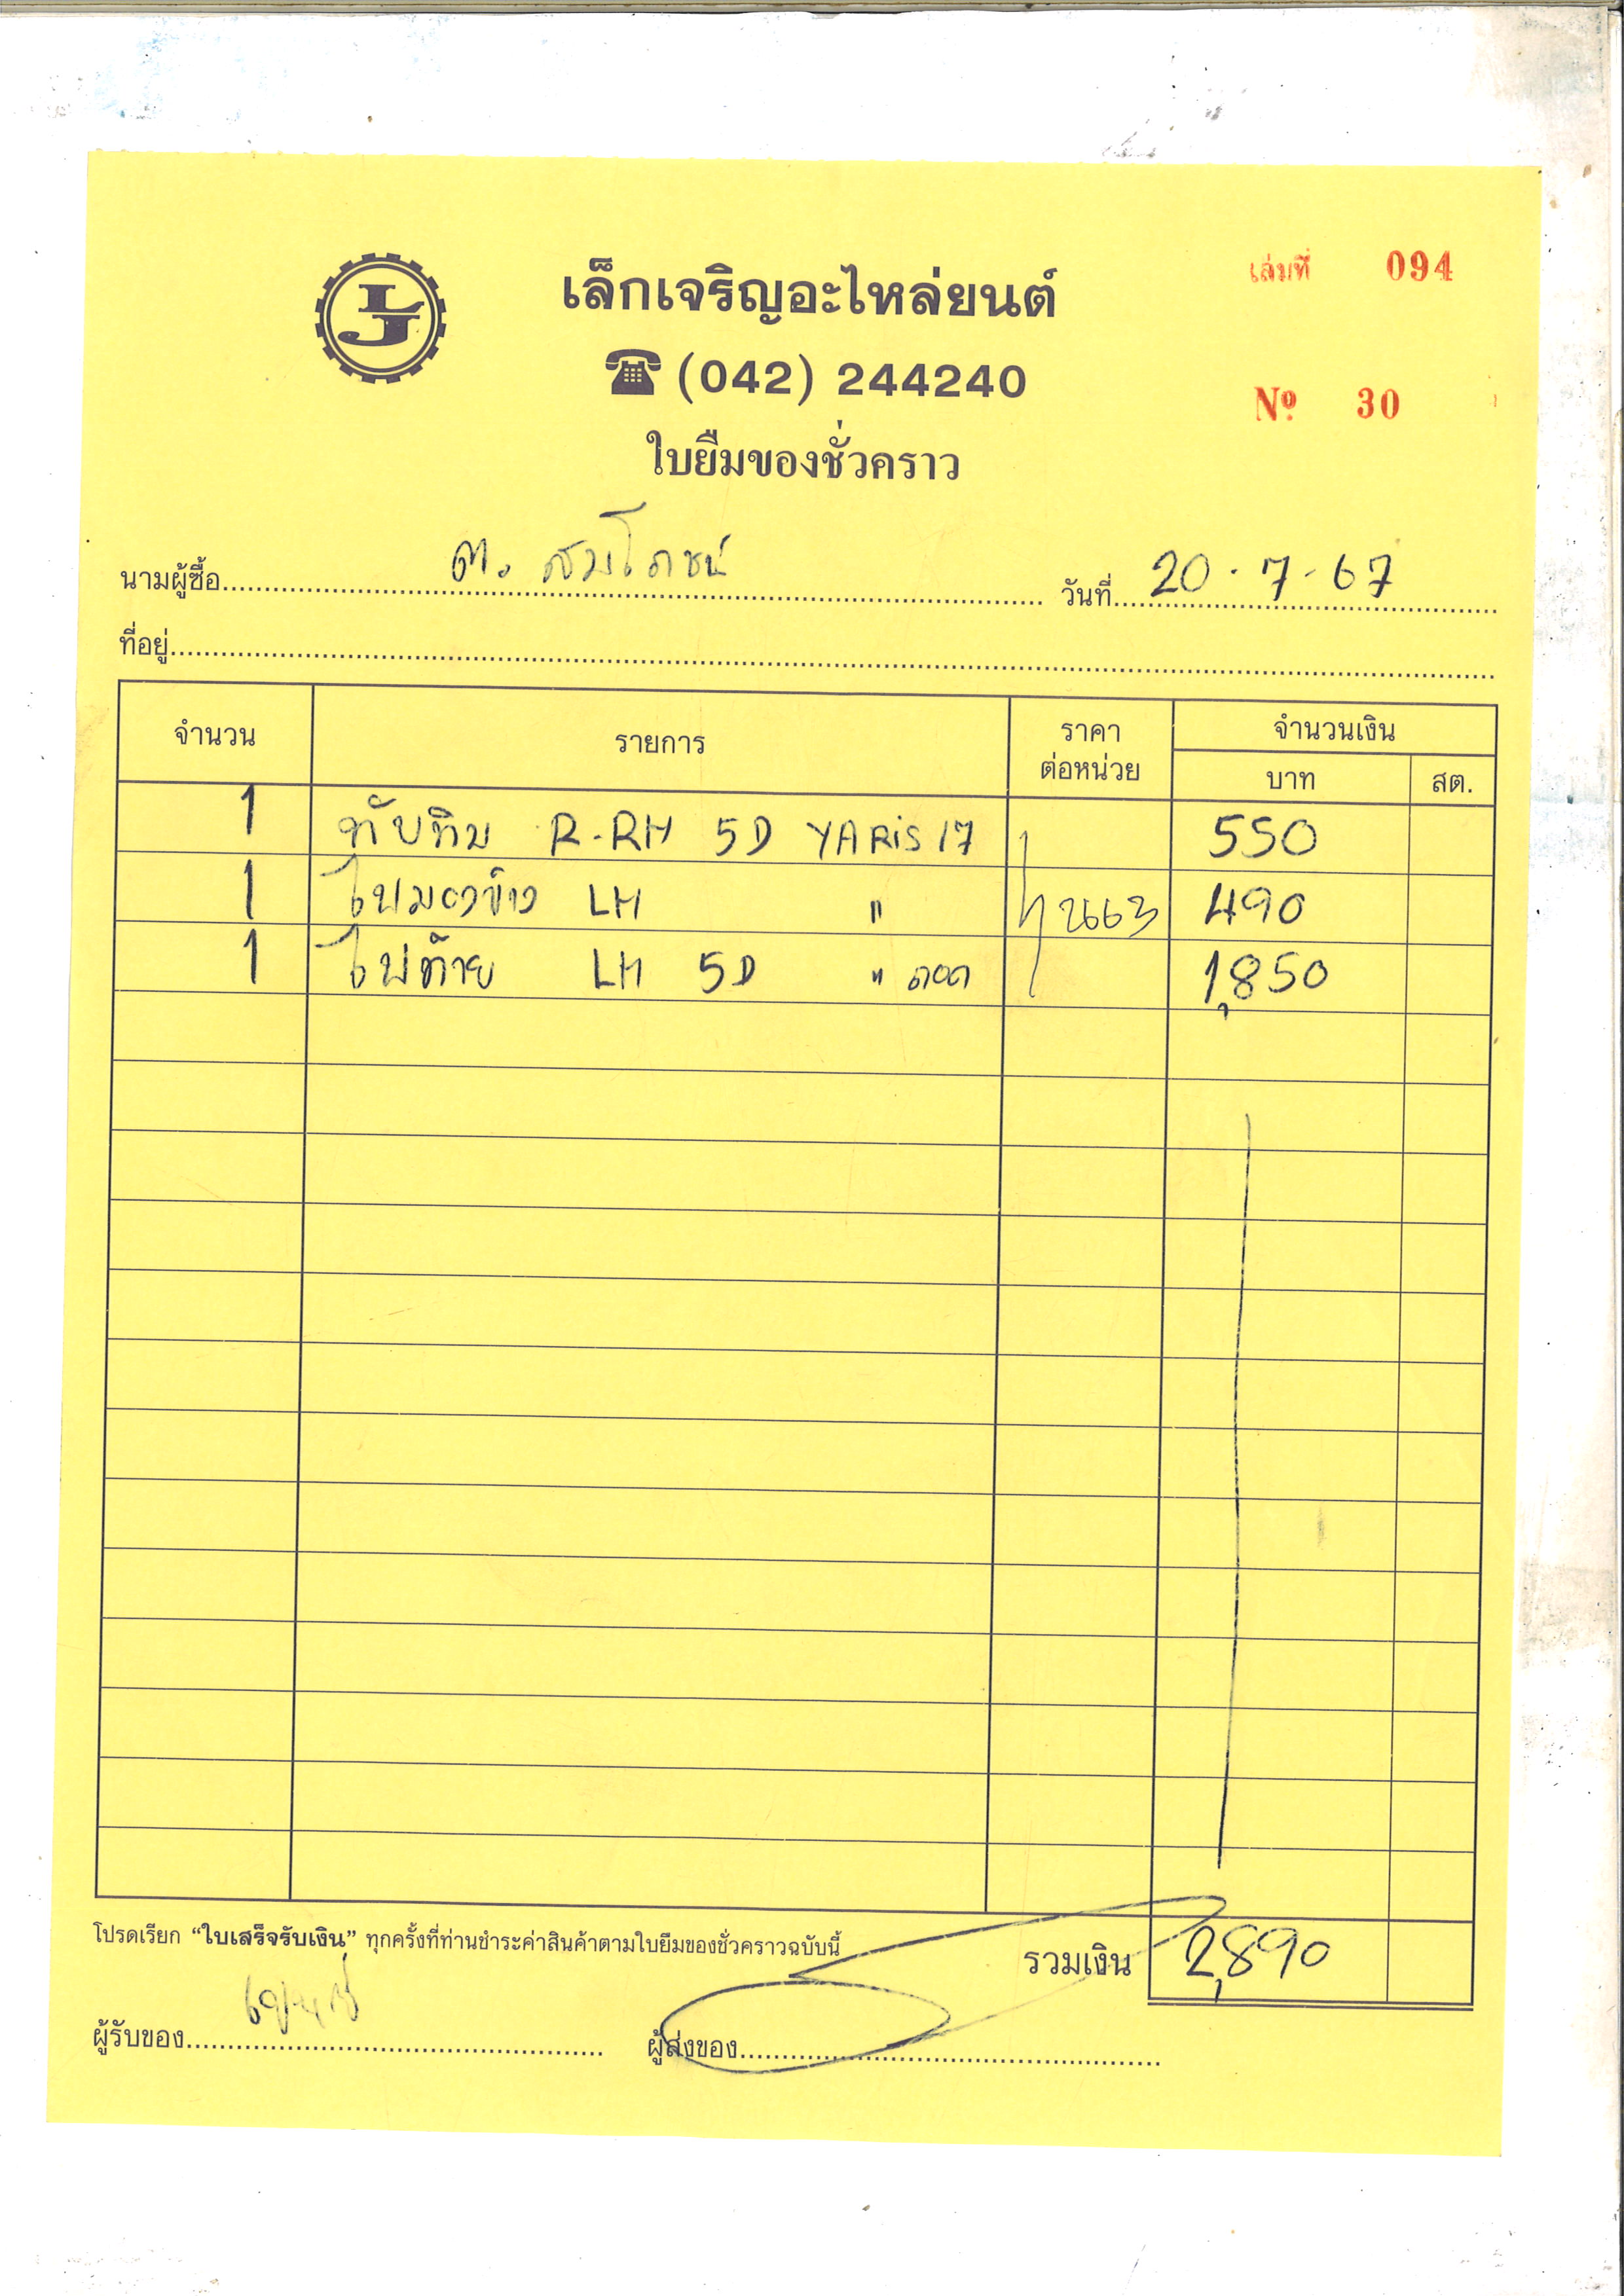 LJ
เล็กเจริญอะไหล่ยนต์
เล่มที่ 094
(042) 244240
Nº 30
ใบยืมของชั่วคราว
นามผู้ซื้อ ต. สมโภชน์ วันที่ 20-7-67
ที่อยู่
จำนวน รายการ ราคาต่อหน่วย จำนวนเงิน
บาท สต.
1 ทับทิม R-RH 5D YARiS 17 550
1 ไฟมองข้าง LH " 2663 490
1 ไฟท้าย LH 5D " 1,850
โปรดเรียก “ใบเสร็จรับเงิน” ทุกครั้งที่ท่านชำระค่าสินค้าตามใบยืมของชั่วคราวฉบับนี้
รวมเงิน 2,890
ผู้รับของ ผู้ส่งของ